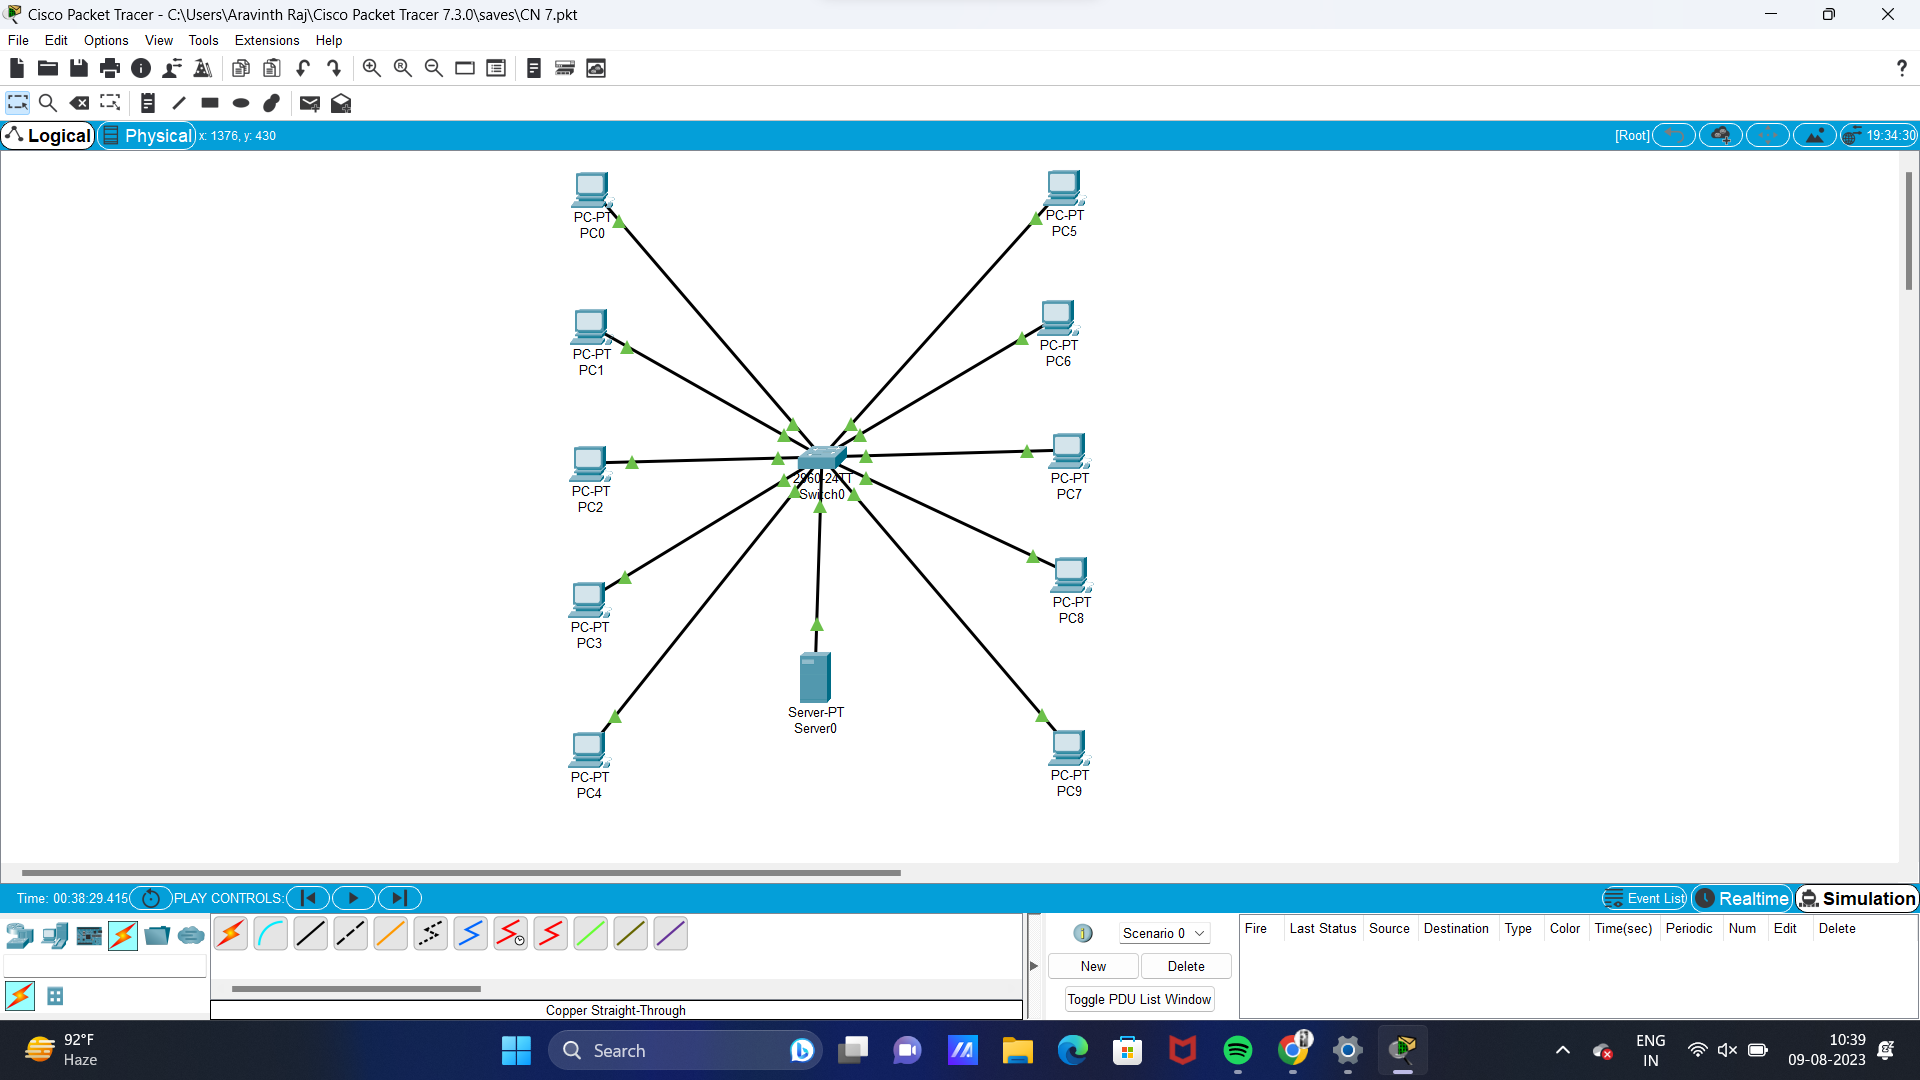 Cisco Packet Tracer - C:\Users\Aravinth Raj\Cisco Packet Tracer 7.3.0\saves\CN 7.pkt
File Edit Options View Tools Extensions Help
?
Logical Physical x: 1376, y: 430 [Root] 19:34:30
PC-PT
PC0
PC-PT
PC5
PC-PT
PC1
PC-PT
PC6
PC-PT
PC2
2960-24TT
Switch0
PC-PT
PC7
PC-PT
PC3
PC-PT
PC8
Server-PT
Server0
PC-PT
PC4
PC-PT
PC9
Time: 00:38:29.415 PLAY CONTROLS: Event List Realtime Simulation
Scenario 0
New Delete
Toggle PDU List Window
Fire Last Status Source Destination Type Color Time(sec) Periodic Num Edit Delete
Copper Straight-Through
92°F
Haze
Search
ENG
IN
10:39
09-08-2023